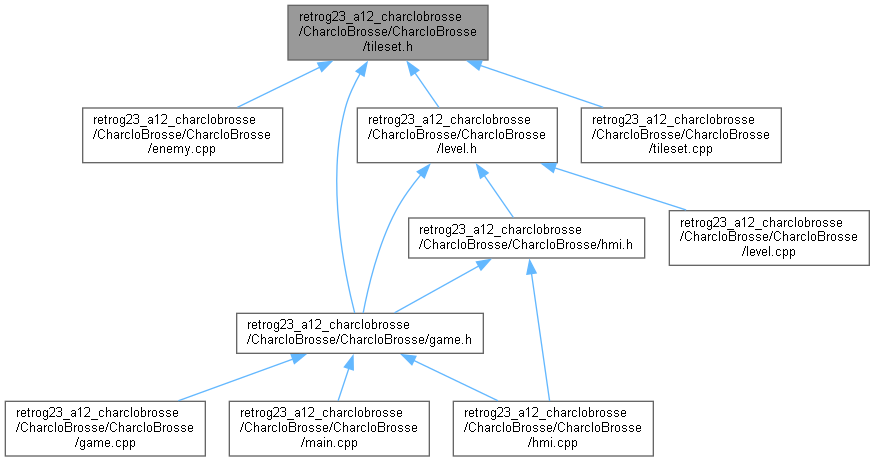 retrog23_a12_charclobrosse
/CharcloBrosse/CharcloBrosse
/tileset.h
retrog23_a12_charclobrosse
/CharcloBrosse/CharcloBrosse
/enemy.cpp
retrog23_a12_charclobrosse
/CharcloBrosse/CharcloBrosse
/level.h
retrog23_a12_charclobrosse
/CharcloBrosse/CharcloBrosse
/tileset.cpp
retrog23_a12_charclobrosse
/CharcloBrosse/CharcloBrosse/hmi.h
retrog23_a12_charclobrosse
/CharcloBrosse/CharcloBrosse
/level.cpp
retrog23_a12_charclobrosse
/CharcloBrosse/CharcloBrosse/game.h
retrog23_a12_charclobrosse
/CharcloBrosse/CharcloBrosse
/game.cpp
retrog23_a12_charclobrosse
/CharcloBrosse/CharcloBrosse
/main.cpp
retrog23_a12_charclobrosse
/CharcloBrosse/CharcloBrosse
/hmi.cpp